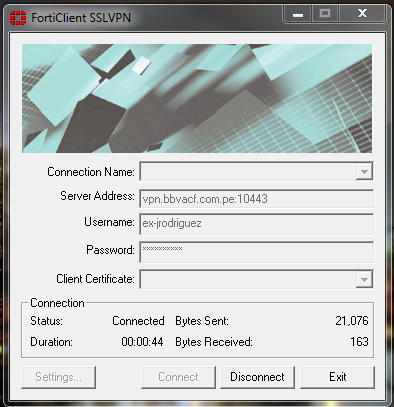 FortiClient SSLVPN
Connection Name:
Server Address: vpn.bbvacf.com.pe:10443
Username: ex-jrodriguez
Password: **********
Client Certificate:
Connection
Status: Connected Bytes Sent: 21,076
Duration: 00:00:44 Bytes Received: 163
Settings... Connect Disconnect Exit